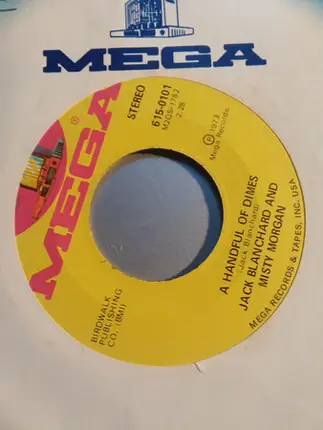 MEGA
MEGA
®
STEREO
615-0101
M2QS-1782
2:28
℗ 1973
Mega Records
A HANDFUL OF DIMES
(Jack Blanchard)
JACK BLANCHARD AND
MISTY MORGAN
BIRDWALK
PUBLISHING
CO. (BMI)
MEGA RECORDS & TAPES, INC. USA